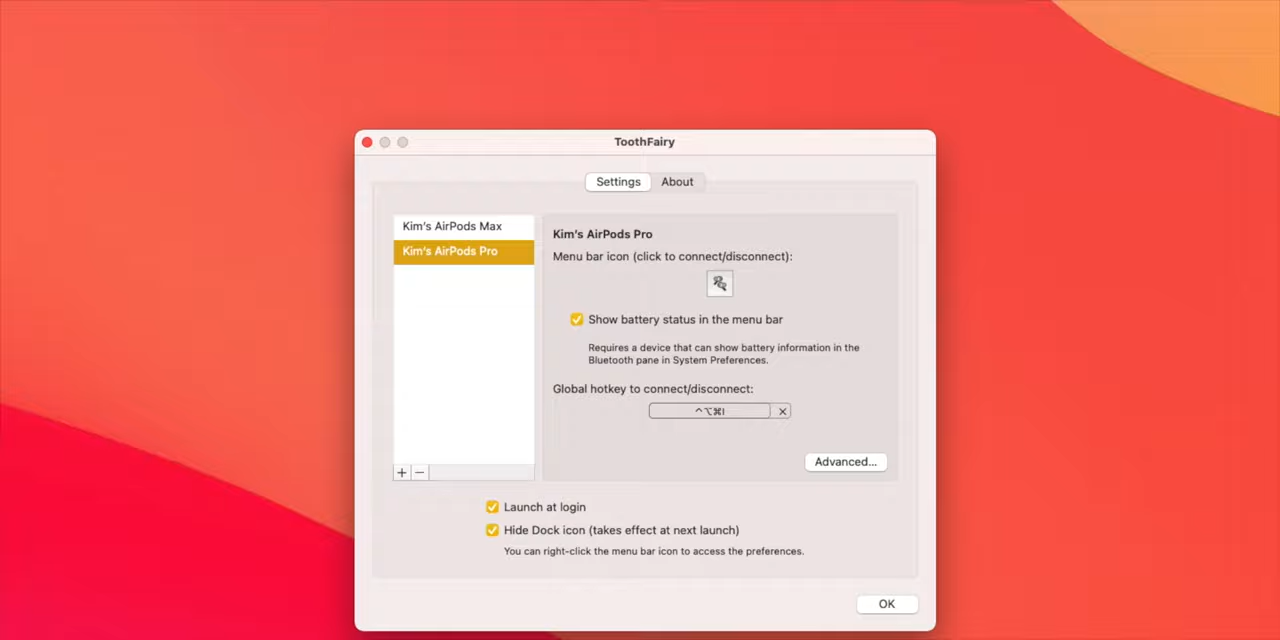 ToothFairy
Settings
About
Kim's AirPods Max
Kim's AirPods Pro
Kim's AirPods Pro
Menu bar icon (click to connect/disconnect):
Show battery status in the menu bar
Requires a device that can show battery information in the
Bluetooth pane in System Preferences.
Global hotkey to connect/disconnect:
^⌥⌘I
Advanced...
Launch at login
Hide Dock icon (takes effect at next launch)
You can right-click the menu bar icon to access the preferences.
OK